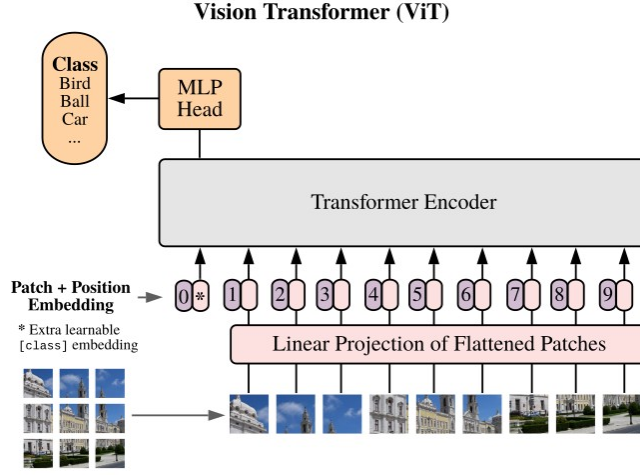 Vision Transformer (ViT)
Class
Bird
Ball
Car
...
MLP
Head
Transformer Encoder
Patch + Position
Embedding
* Extra learnable
[class] embedding
0 * 1 2 3 4 5 6 7 8 9
Linear Projection of Flattened Patches